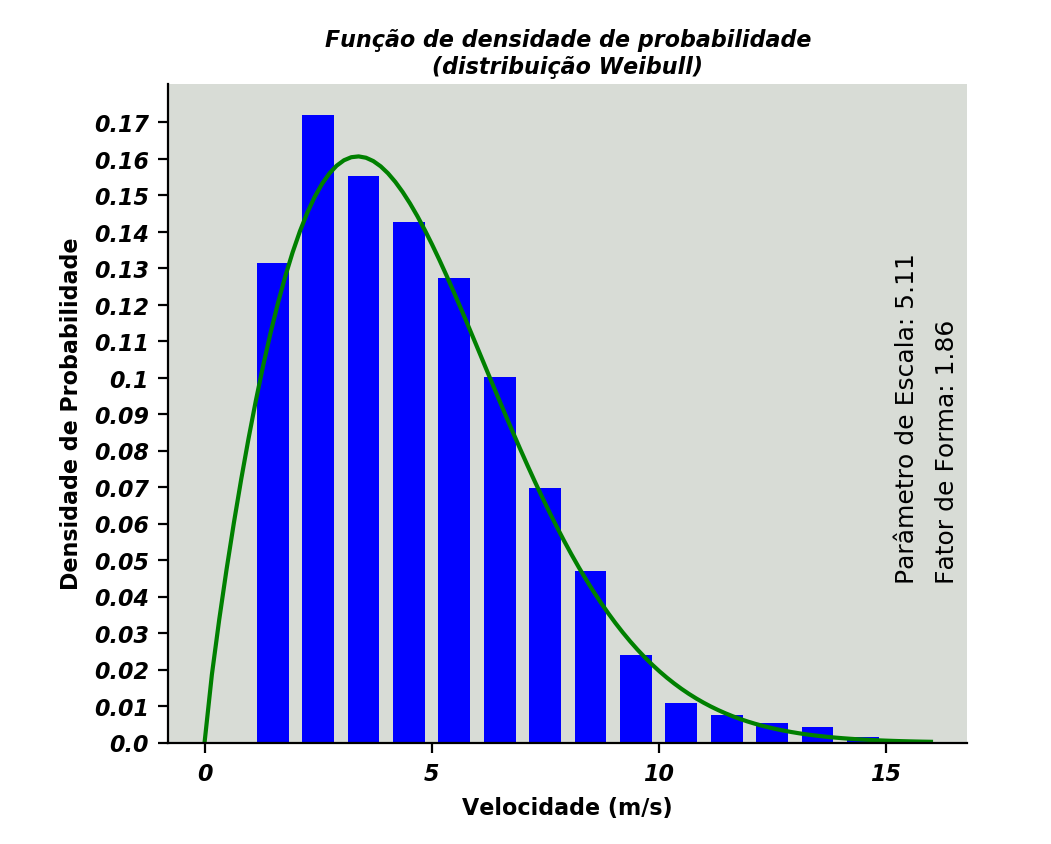 Função de densidade de probabilidade
(distribuição Weibull)
0.17
0.16
0.15
0.14
0.13
0.12
0.11
0.1
0.09
0.08
0.07
0.06
0.05
0.04
0.03
0.02
0.01
0.0
Densidade de Probabilidade
Parâmetro de Escala: 5.11
Fator de Forma: 1.86
0 5 10 15
Velocidade (m/s)